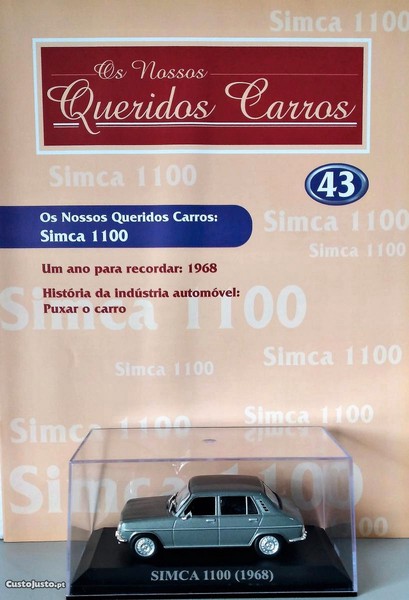 Os Nossos
Queridos Carros
Simca 1100
43
Os Nossos Queridos Carros:
Simca 1100
Simca 1100
Simca 1100
Um ano para recordar: 1968
História da indústria automóvel:
Puxar o carro
Simca 1100
Simca 1100
Simca 1100
Simca 1100
Simca 1100
Simca 1100
SIMCA 1100 (1968)
CustoJusto.pt